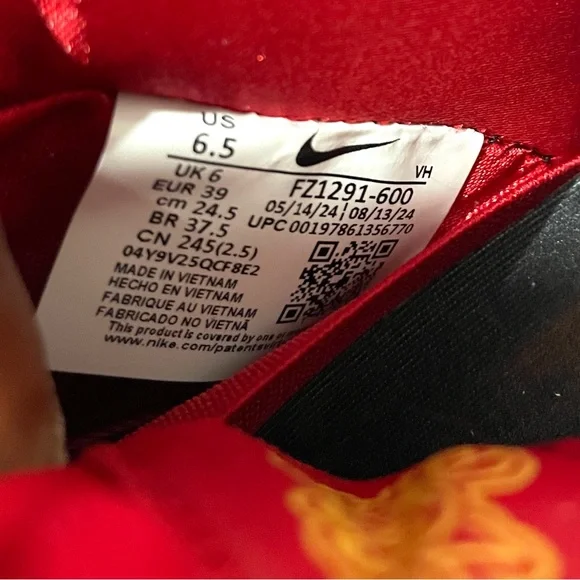 US
6.5
UK 6
EUR 39
cm 24.5
BR 37.5
CN 245(2.5)
04Y9V25QCF8E2
MADE IN VIETNAM
HECHO EN VIETNAM
FABRIQUE AU VIETNAM
FABRICADO NO VIETNÃ
This product is covered by one
www.nike.com/patents
VH
FZ1291-600
05/14/24 | 08/13/24
UPC 00197861356770